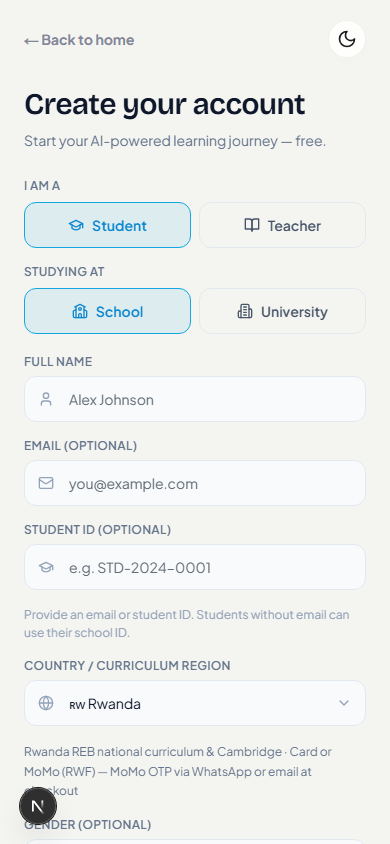 ← Back to home
Create your account
Start your AI-powered learning journey — free.
I AM A
Student
Teacher
STUDYING AT
School
University
FULL NAME
Alex Johnson
EMAIL (OPTIONAL)
you@example.com
STUDENT ID (OPTIONAL)
e.g. STD-2024-0001
Provide an email or student ID. Students without email can
use their school ID.
COUNTRY / CURRICULUM REGION
RW Rwanda
Rwanda REB national curriculum & Cambridge · Card or
MoMo (RWF) — MoMo OTP via WhatsApp or email at
N
GENDER (OPTIONAL)